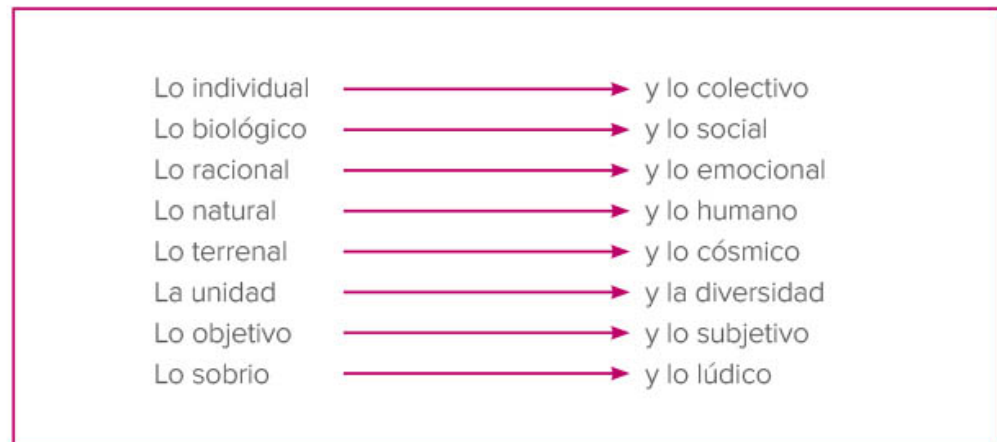 Lo individual y lo colectivo
Lo biológico y lo social
Lo racional y lo emocional
Lo natural y lo humano
Lo terrenal y lo cósmico
La unidad y la diversidad
Lo objetivo y lo subjetivo
Lo sobrio y lo lúdico